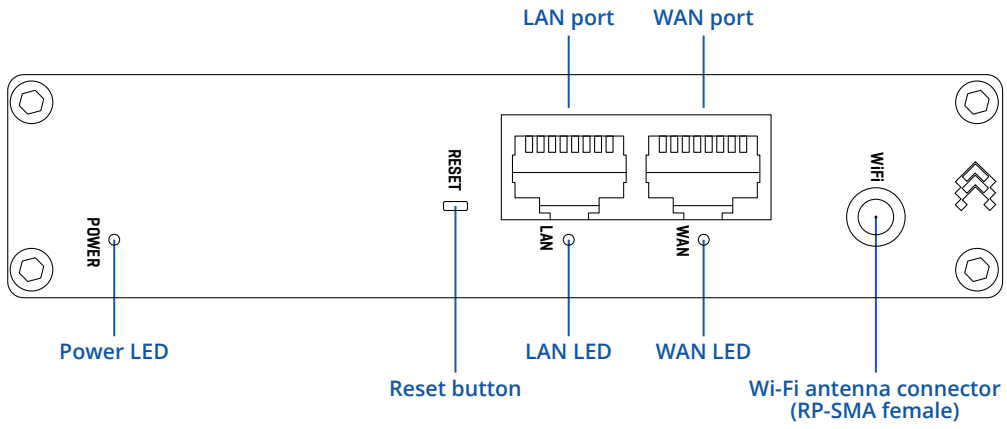 LAN port
WAN port
RESET
WiFi
POWER
LAN
WAN
Power LED
LAN LED
WAN LED
Reset button
Wi-Fi antenna connector
(RP-SMA female)